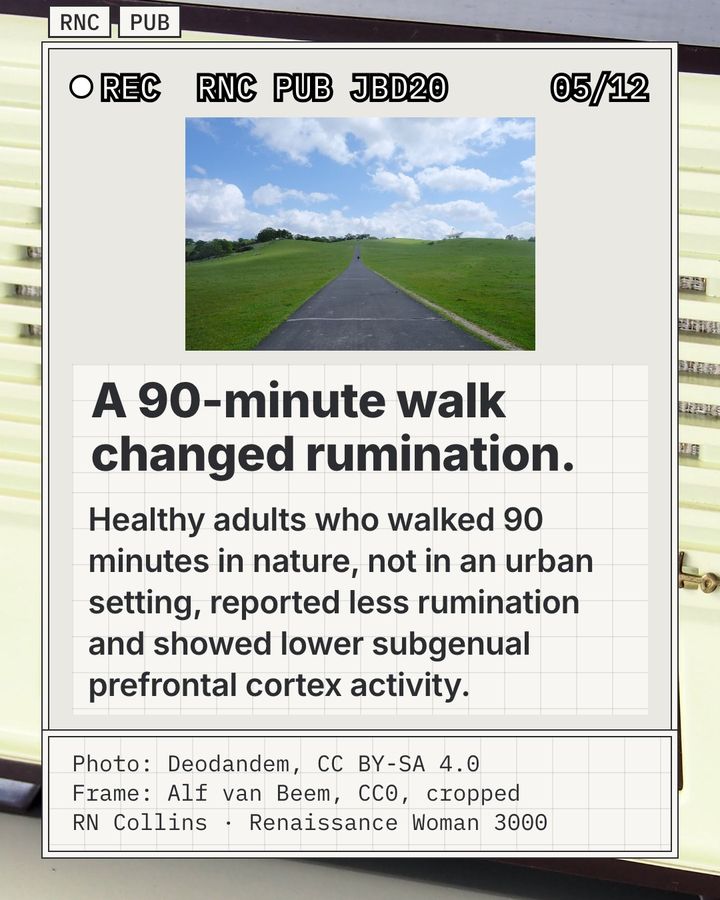 RNC PUB
REC RNC PUB JBD20 05/12
A 90-minute walk
changed rumination.
Healthy adults who walked 90
minutes in nature, not in an urban
setting, reported less rumination
and showed lower subgenual
prefrontal cortex activity.
Photo: Deodandem, CC BY-SA 4.0
Frame: Alf van Beem, CC0, cropped
RN Collins · Renaissance Woman 3000